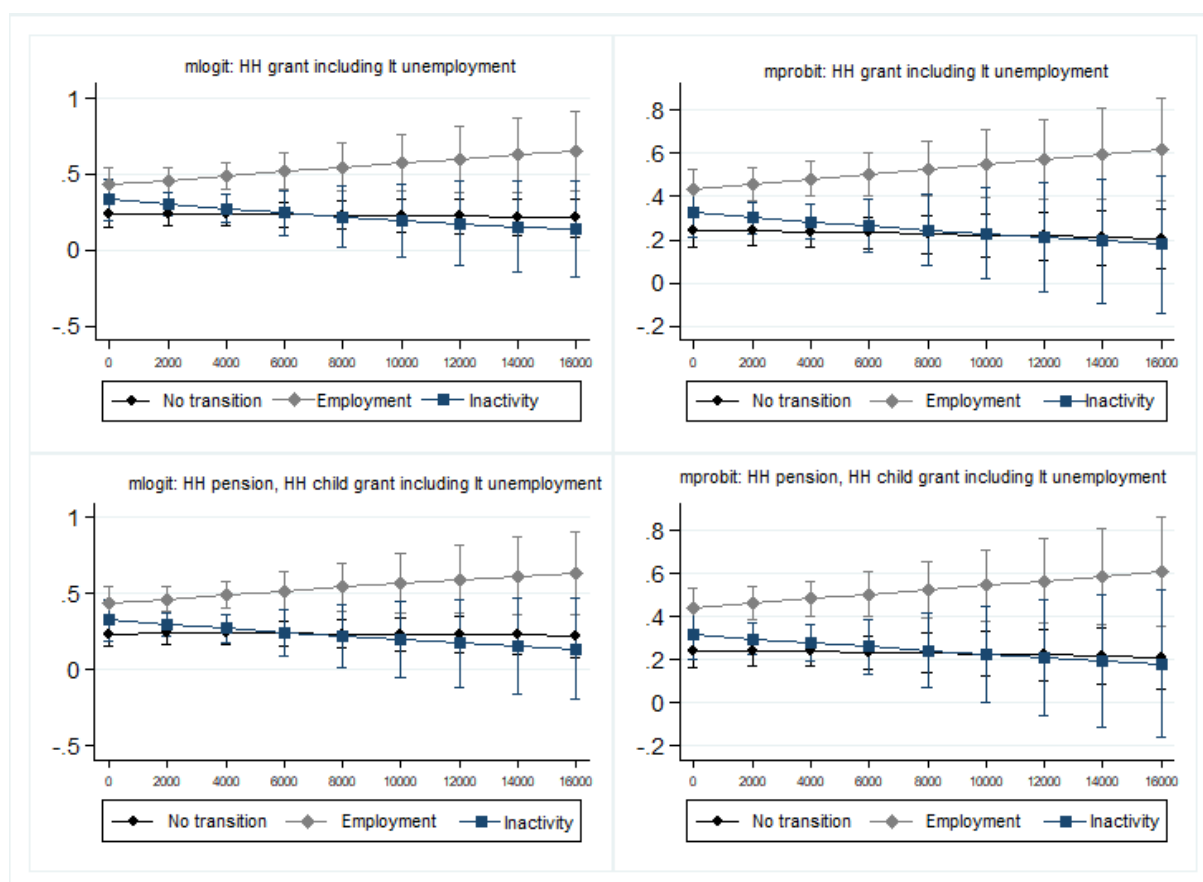 mlogit: HH grant including lt unemployment
1
.5
0
-.5
0 2000 4000 6000 8000 10000 12000 14000 16000
No transition Employment Inactivity
mprobit: HH grant including lt unemployment
.8
.6
.4
.2
0
-.2
0 2000 4000 6000 8000 10000 12000 14000 16000
No transition Employment Inactivity
mlogit: HH pension, HH child grant including lt unemployment
1
.5
0
-.5
0 2000 4000 6000 8000 10000 12000 14000 16000
No transition Employment Inactivity
mprobit: HH pension, HH child grant including lt unemployment
.8
.6
.4
.2
0
-.2
0 2000 4000 6000 8000 10000 12000 14000 16000
No transition Employment Inactivity